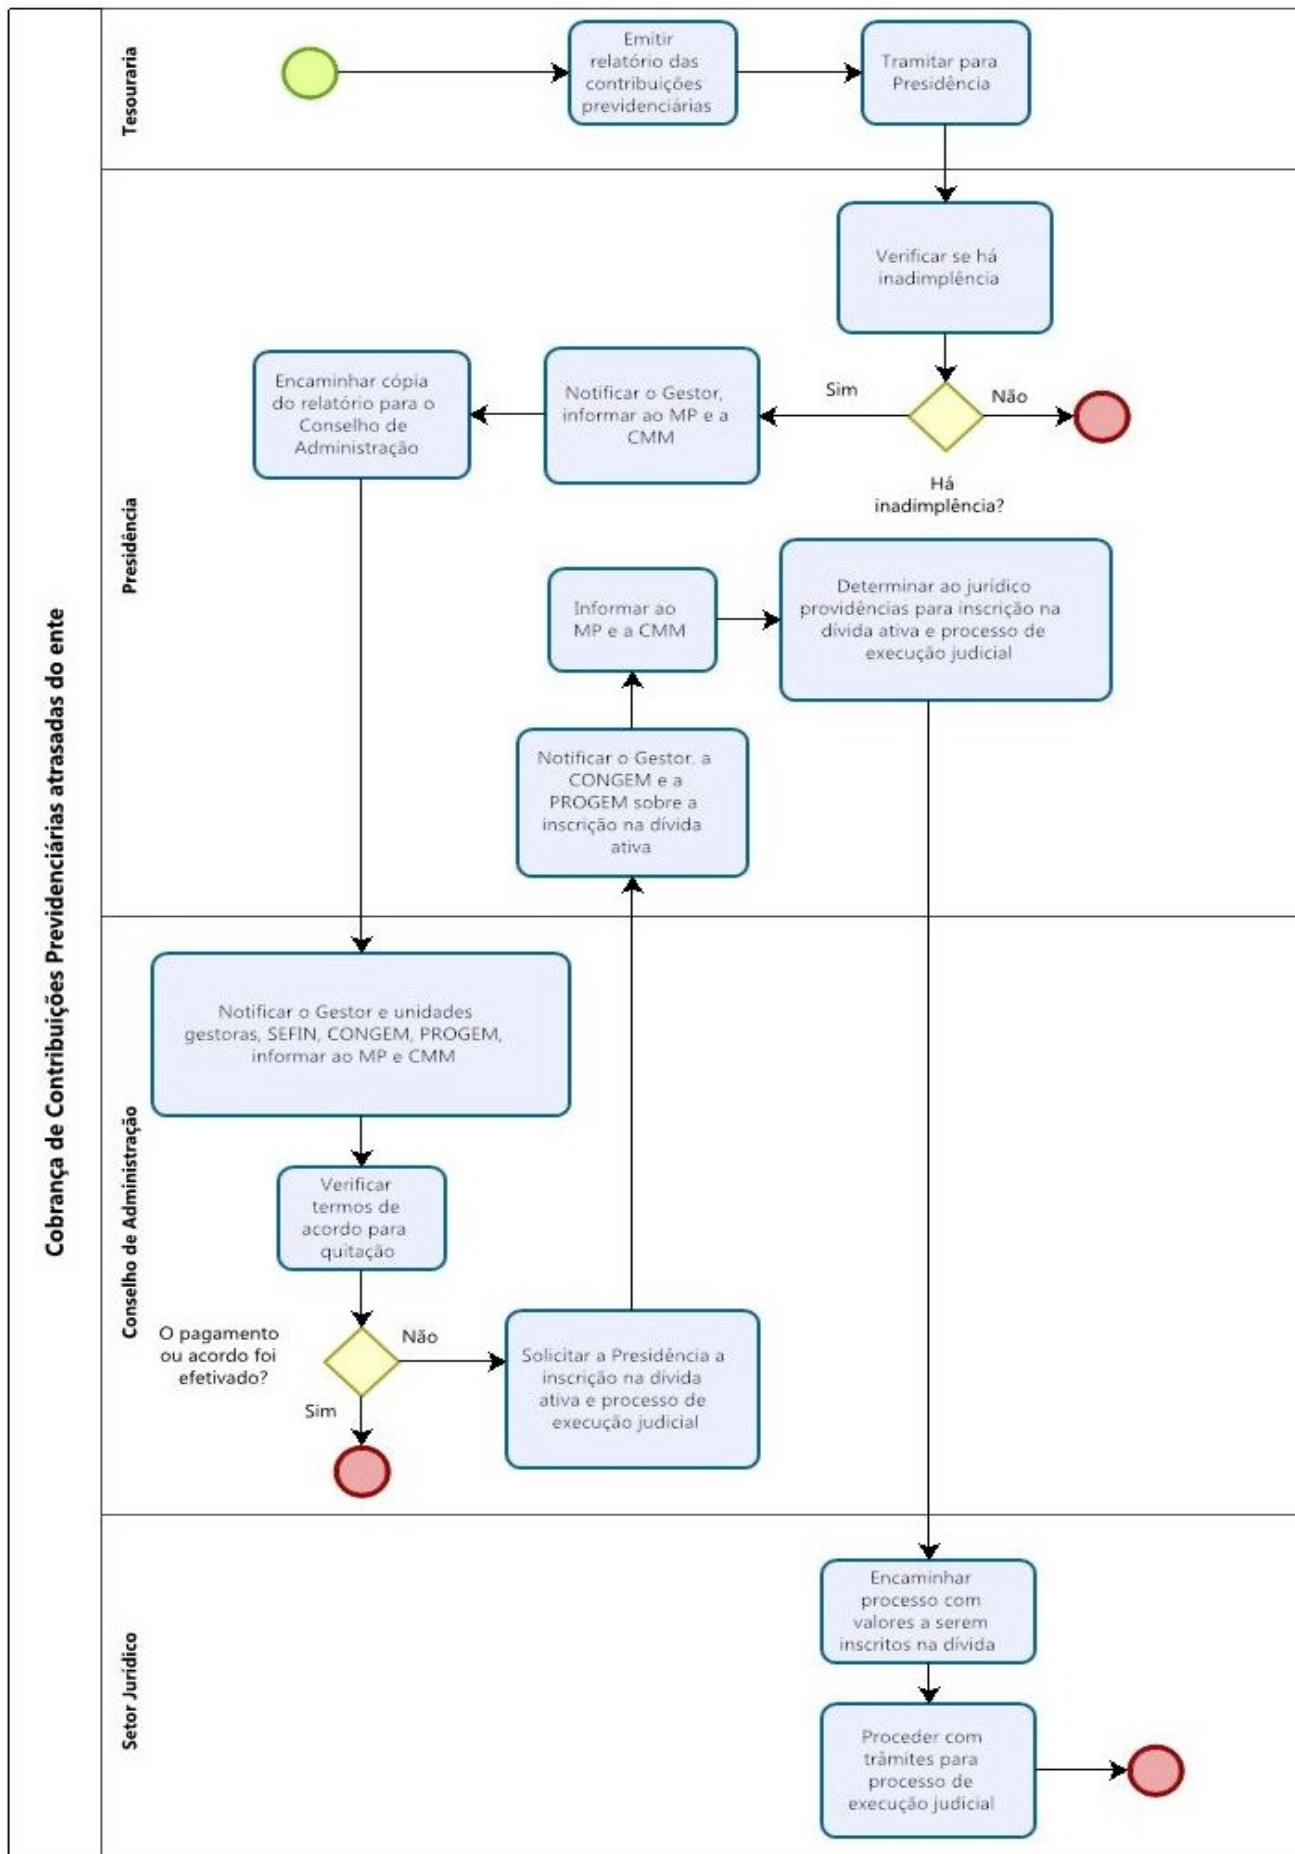 Cobrança de Contribuições Previdenciárias atrasadas do ente
Tesouraria
Emitir
relatório das
contribuições
previdenciárias
Tramitar para
Presidência
Presidência
Verificar se há
inadimplência
Há
inadimplência?
Não
Sim
Notificar o Gestor,
informar ao MP e a
CMM
Encaminhar cópia
do relatório para o
Conselho de
Administração
Informar ao
MP e a CMM
Determinar ao jurídico
providências para inscrição na
dívida ativa e processo de
execução judicial
Notificar o Gestor, a
CONGEM e a
PROGEM sobre a
inscrição na dívida
ativa
Conselho de Administração
Notificar o Gestor e unidades
gestoras, SEFIN, CONGEM, PROGEM,
informar ao MP e CMM
Verificar
termos de
acordo para
quitação
O pagamento
ou acordo foi
efetivado?
Não
Sim
Solicitar a Presidência a
inscrição na dívida
ativa e processo de
execução judicial
Setor Jurídico
Encaminhar
processo com
valores a serem
inscritos na dívida
Proceder com
trâmites para
processo de
execução judicial